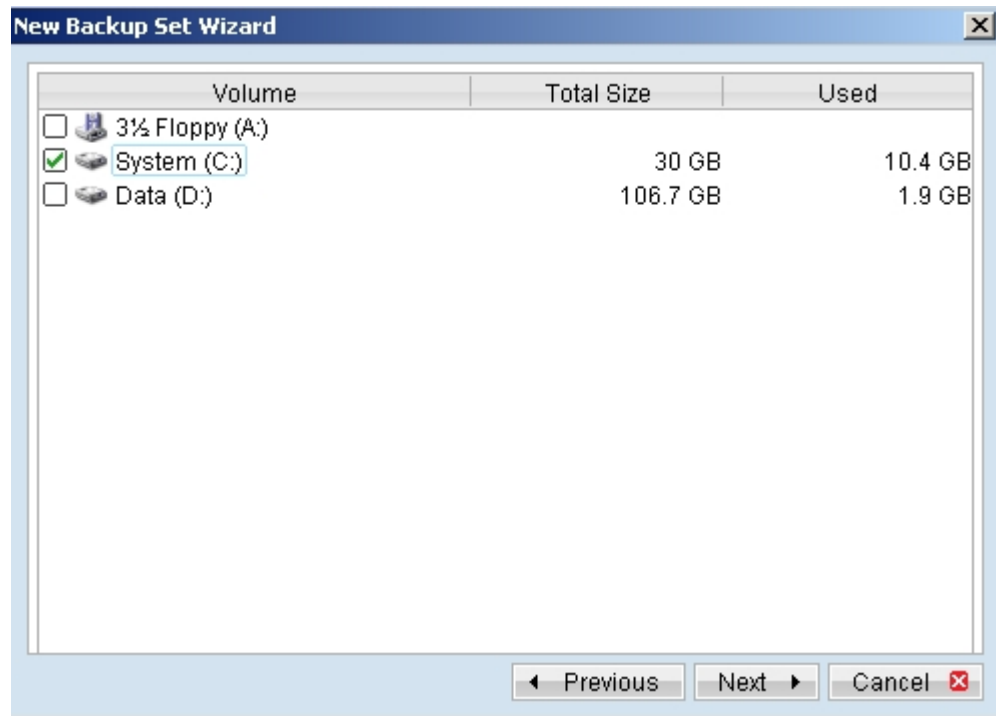 New Backup Set Wizard
Volume Total Size Used
3½ Floppy (A:)
System (C:) 30 GB 10.4 GB
Data (D:) 106.7 GB 1.9 GB
Previous Next Cancel